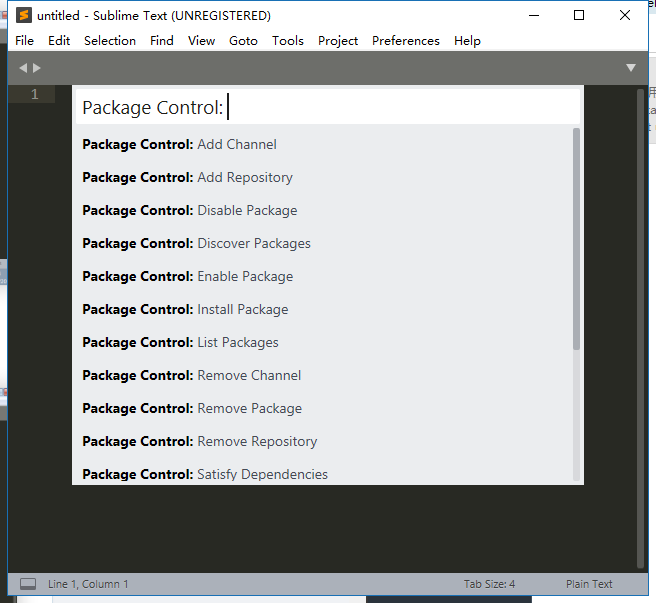 untitled - Sublime Text (UNREGISTERED)
File Edit Selection Find View Goto Tools Project Preferences Help
1
Package Control:
Package Control: Add Channel
Package Control: Add Repository
Package Control: Disable Package
Package Control: Discover Packages
Package Control: Enable Package
Package Control: Install Package
Package Control: List Packages
Package Control: Remove Channel
Package Control: Remove Package
Package Control: Remove Repository
Package Control: Satisfy Dependencies
Line 1, Column 1 Tab Size: 4 Plain Text